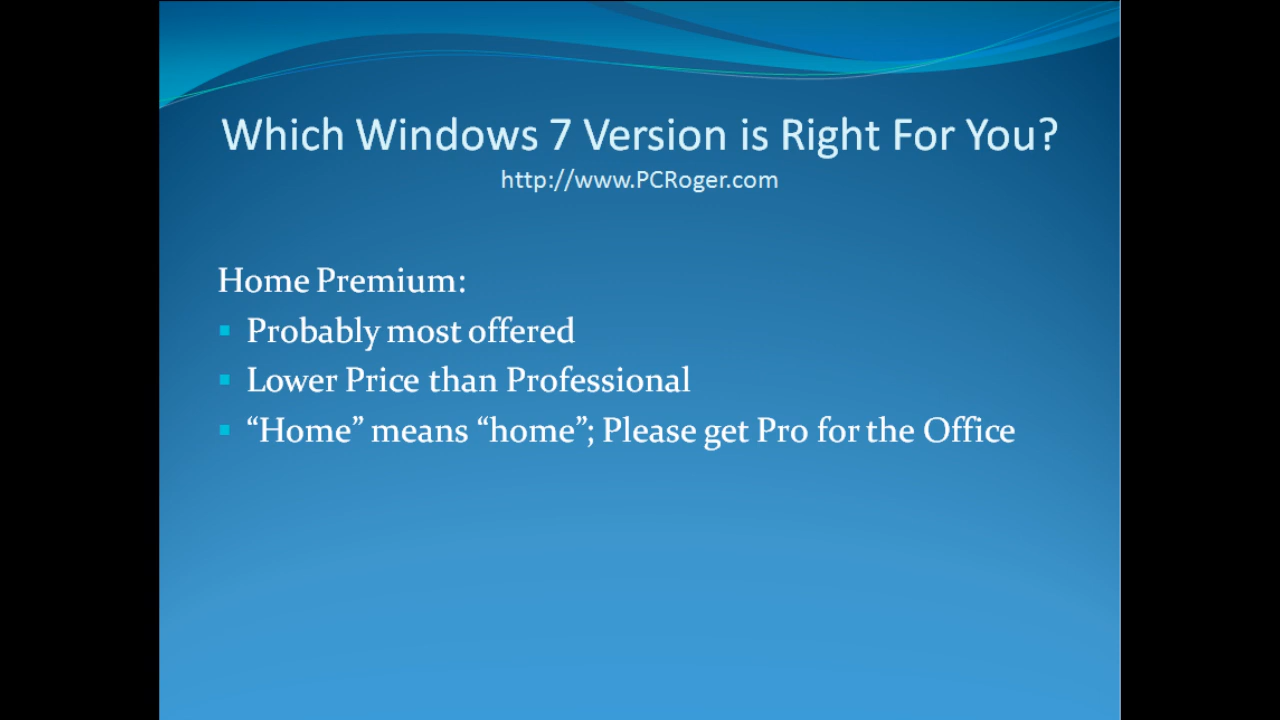 Which Windows 7 Version is Right For You?
http://www.PCRoger.com
Home Premium:
Probably most offered
Lower Price than Professional
“Home” means “home”; Please get Pro for the Office